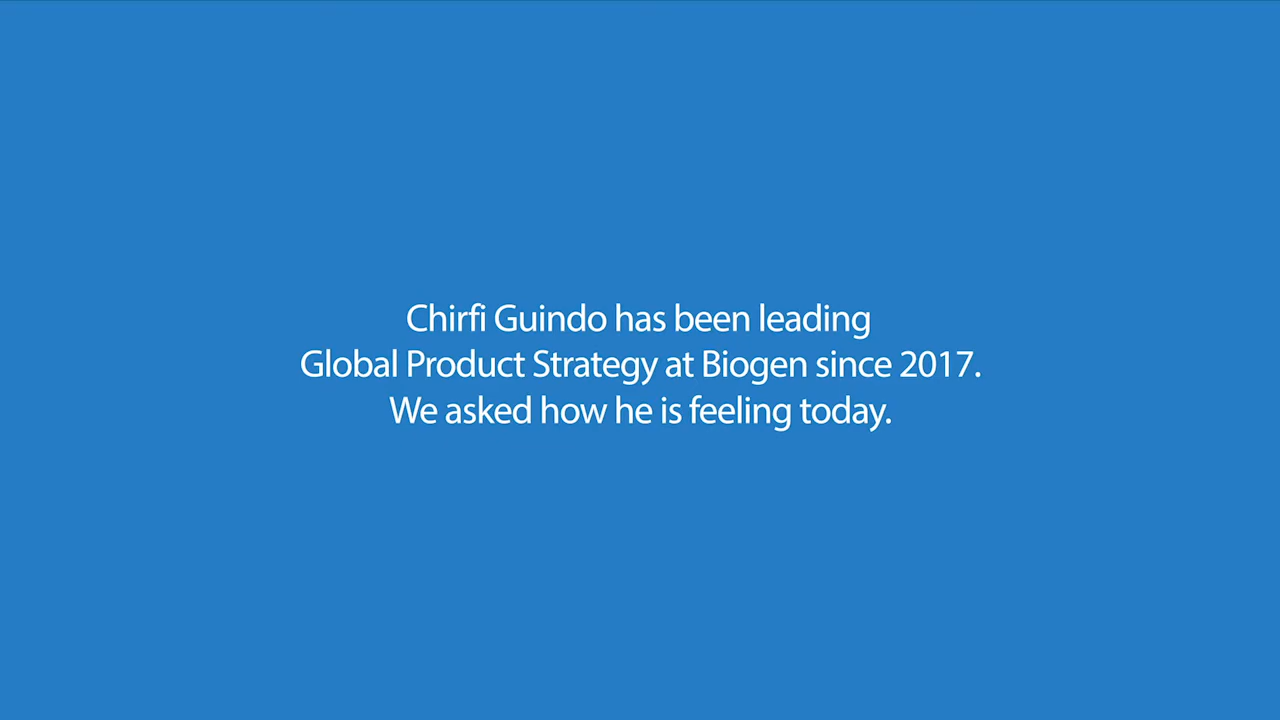 Chirfi Guindo has been leading
Global Product Strategy at Biogen since 2017.
We asked how he is feeling today.